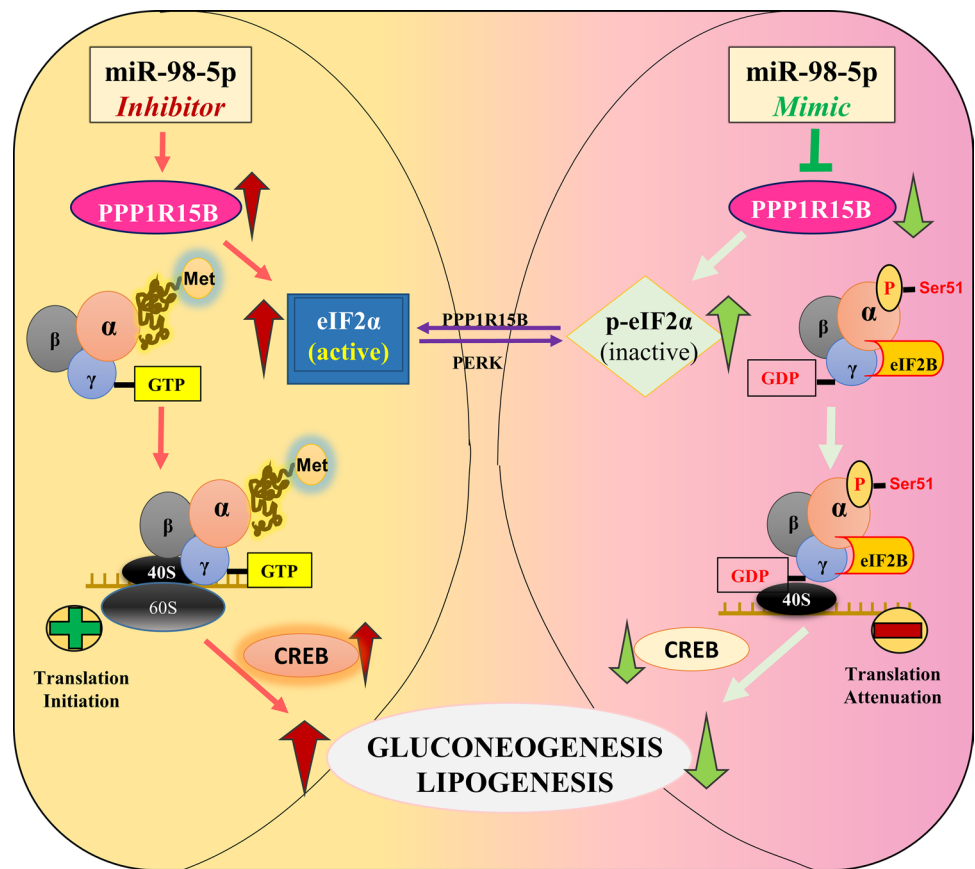 miR-98-5p
Inhibitor
PPP1R15B
Met
α
β
γ
GTP
eIF2α
(active)
Met
α
β
γ
GTP
40S
60S
Translation
Initiation
CREB
PPP1R15B
PERK
miR-98-5p
Mimic
PPP1R15B
p-eIF2α
(inactive)
P
Ser51
α
β
γ
eIF2B
GDP
P
Ser51
α
β
γ
eIF2B
GDP
40S
CREB
Translation
Attenuation
GLUCONEOGENESIS
LIPOGENESIS